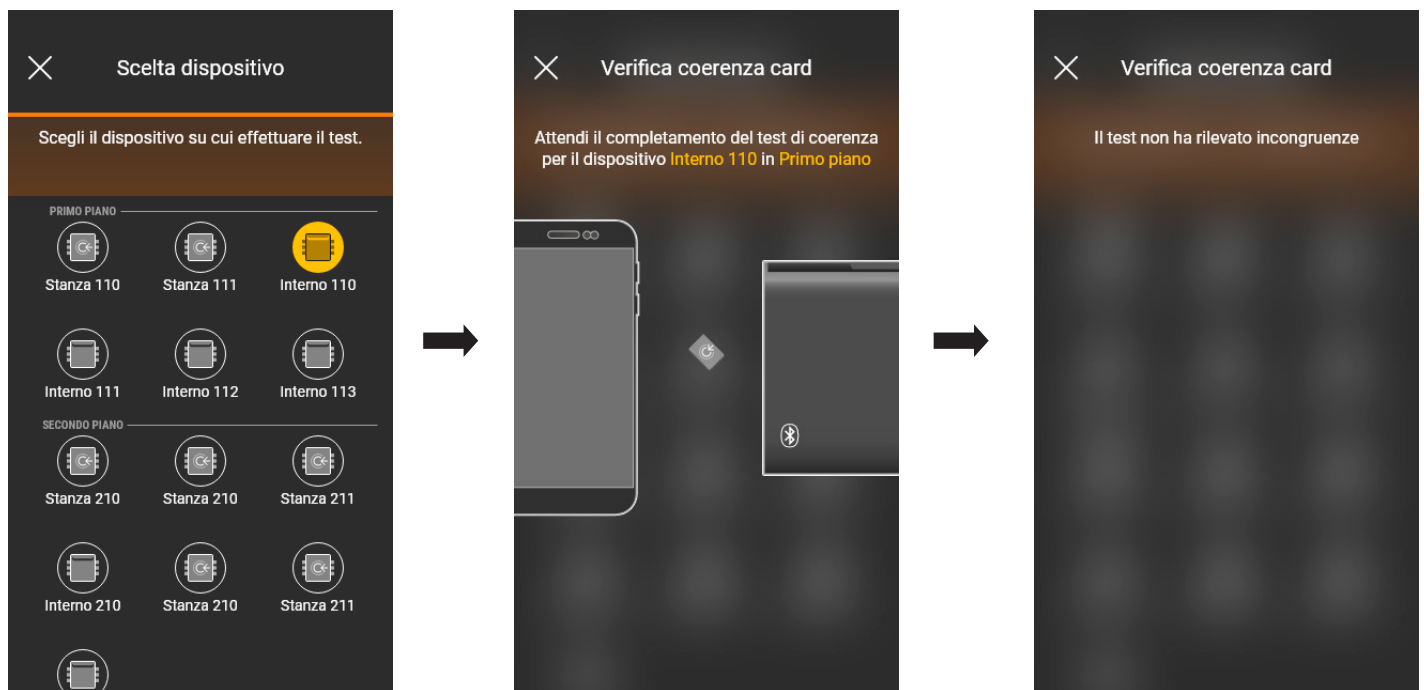 Scelta dispositivo
Scegli il dispositivo su cui effettuare il test.
PRIMO PIANO
Stanza 110
Stanza 111
Interno 110
Interno 111
Interno 112
Interno 113
SECONDO PIANO
Stanza 210
Stanza 210
Stanza 211
Interno 210
Stanza 210
Stanza 211
Verifica coerenza card
Attendi il completamento del test di coerenza
per il dispositivo Interno 110 in Primo piano
Verifica coerenza card
Il test non ha rilevato incongruenze